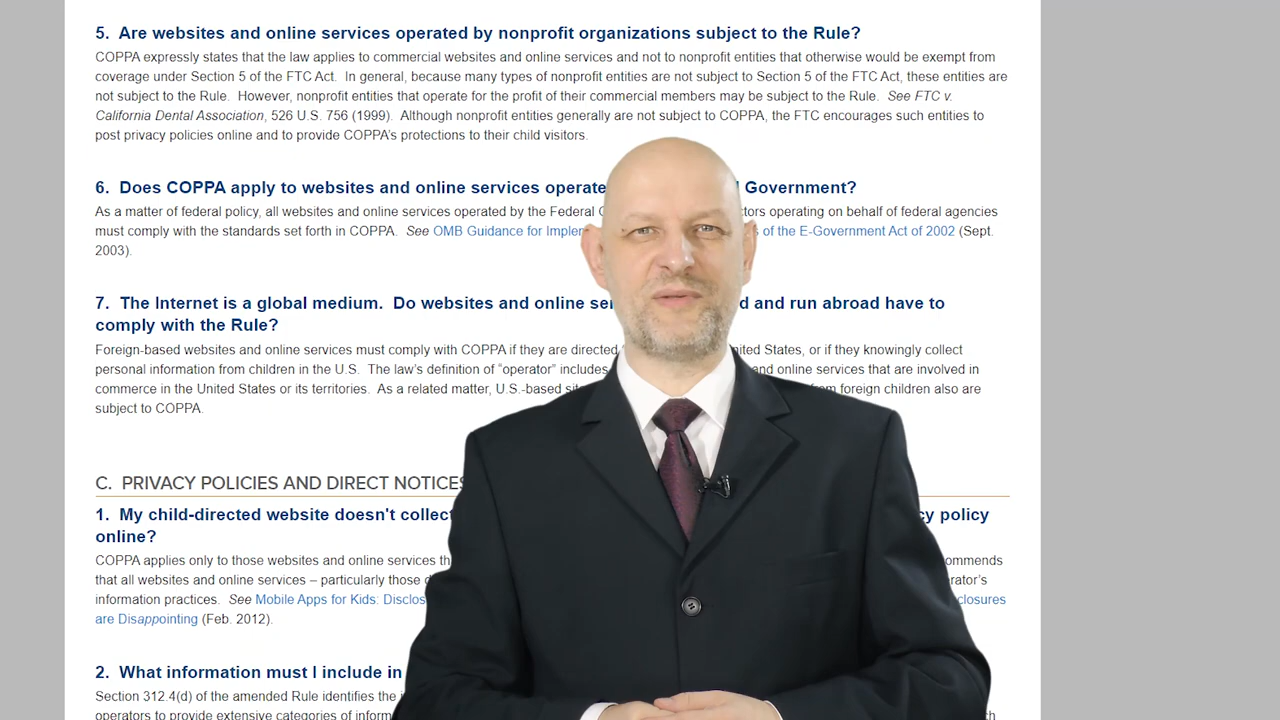 5. Are websites and online services operated by nonprofit organizations subject to the Rule?
COPPA expressly states that the law applies to commercial websites and online services and not to nonprofit entities that otherwise would be exempt from
coverage under Section 5 of the FTC Act. In general, because many types of nonprofit entities are not subject to Section 5 of the FTC Act, these entities are
not subject to the Rule. However, nonprofit entities that operate for the profit of their commercial members may be subject to the Rule. See FTC v.
California Dental Association, 526 U.S. 756 (1999). Although nonprofit entities generally are not subject to COPPA, the FTC encourages such entities to
post privacy policies online and to provide COPPA's protections to their child visitors.
6. Does COPPA apply to websites and online services Government?
As a matter of federal policy, all websites and online services operated by the Federal operating on behalf of federal agencies
must comply with the standards set forth in COPPA. See OMB Guidance for of the E-Government Act of 2002 (Sept.
2003).
7. The Internet is a global medium. Do websites and online and run abroad have to
comply with the Rule?
Foreign-based websites and online services must comply with COPPA if they are directed States, or if they knowingly collect
personal information from children in the U.S. The law's definition of "operator" includes and online services that are involved in
commerce in the United States or its territories. As a related matter, U.S.-based foreign children also are
subject to COPPA.
C. PRIVACY POLICIES AND DIRECT NOTICES
1. My child-directed website doesn't policy
online?
COPPA applies only to those websites and online services
that all websites and online services – particularly those
information practices. See Mobile Apps for Kids:
are Disappointing (Feb. 2012).
2. What information must I include in
Section 312.4(d) of the amended Rule identifies the
operators to provide extensive categories of